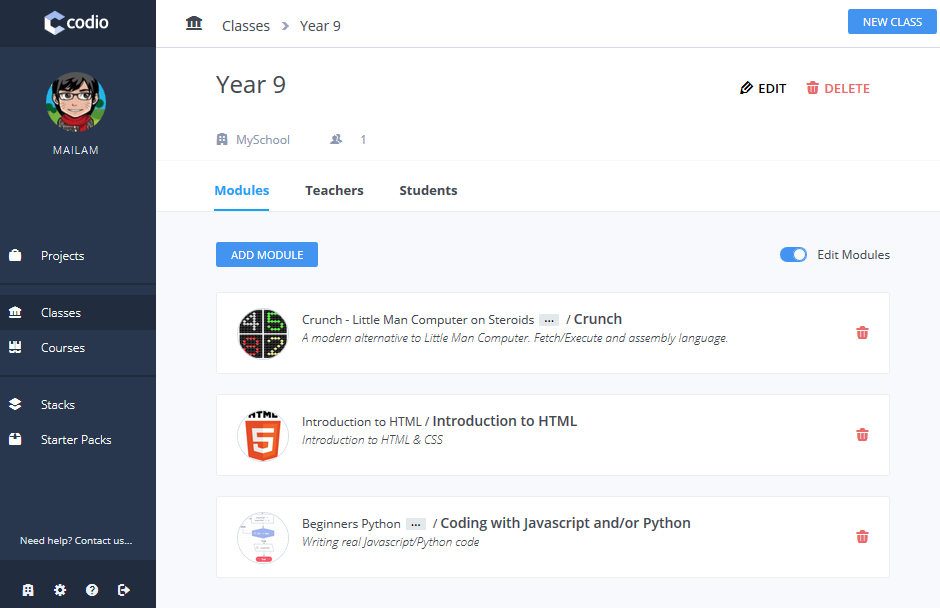 codio
Classes > Year 9
NEW CLASS
MAILAM
Year 9
EDIT
DELETE
MySchool
1
Modules
Teachers
Students
Projects
Classes
Courses
Stacks
Starter Packs
Need help? Contact us...
ADD MODULE
Edit Modules
Crunch - Little Man Computer on Steroids ... / Crunch
A modern alternative to Little Man Computer. Fetch/Execute and assembly language.
45
87
HTML
5
Introduction to HTML / Introduction to HTML
Introduction to HTML & CSS
Beginners Python ... / Coding with Javascript and/or Python
Writing real Javascript/Python code